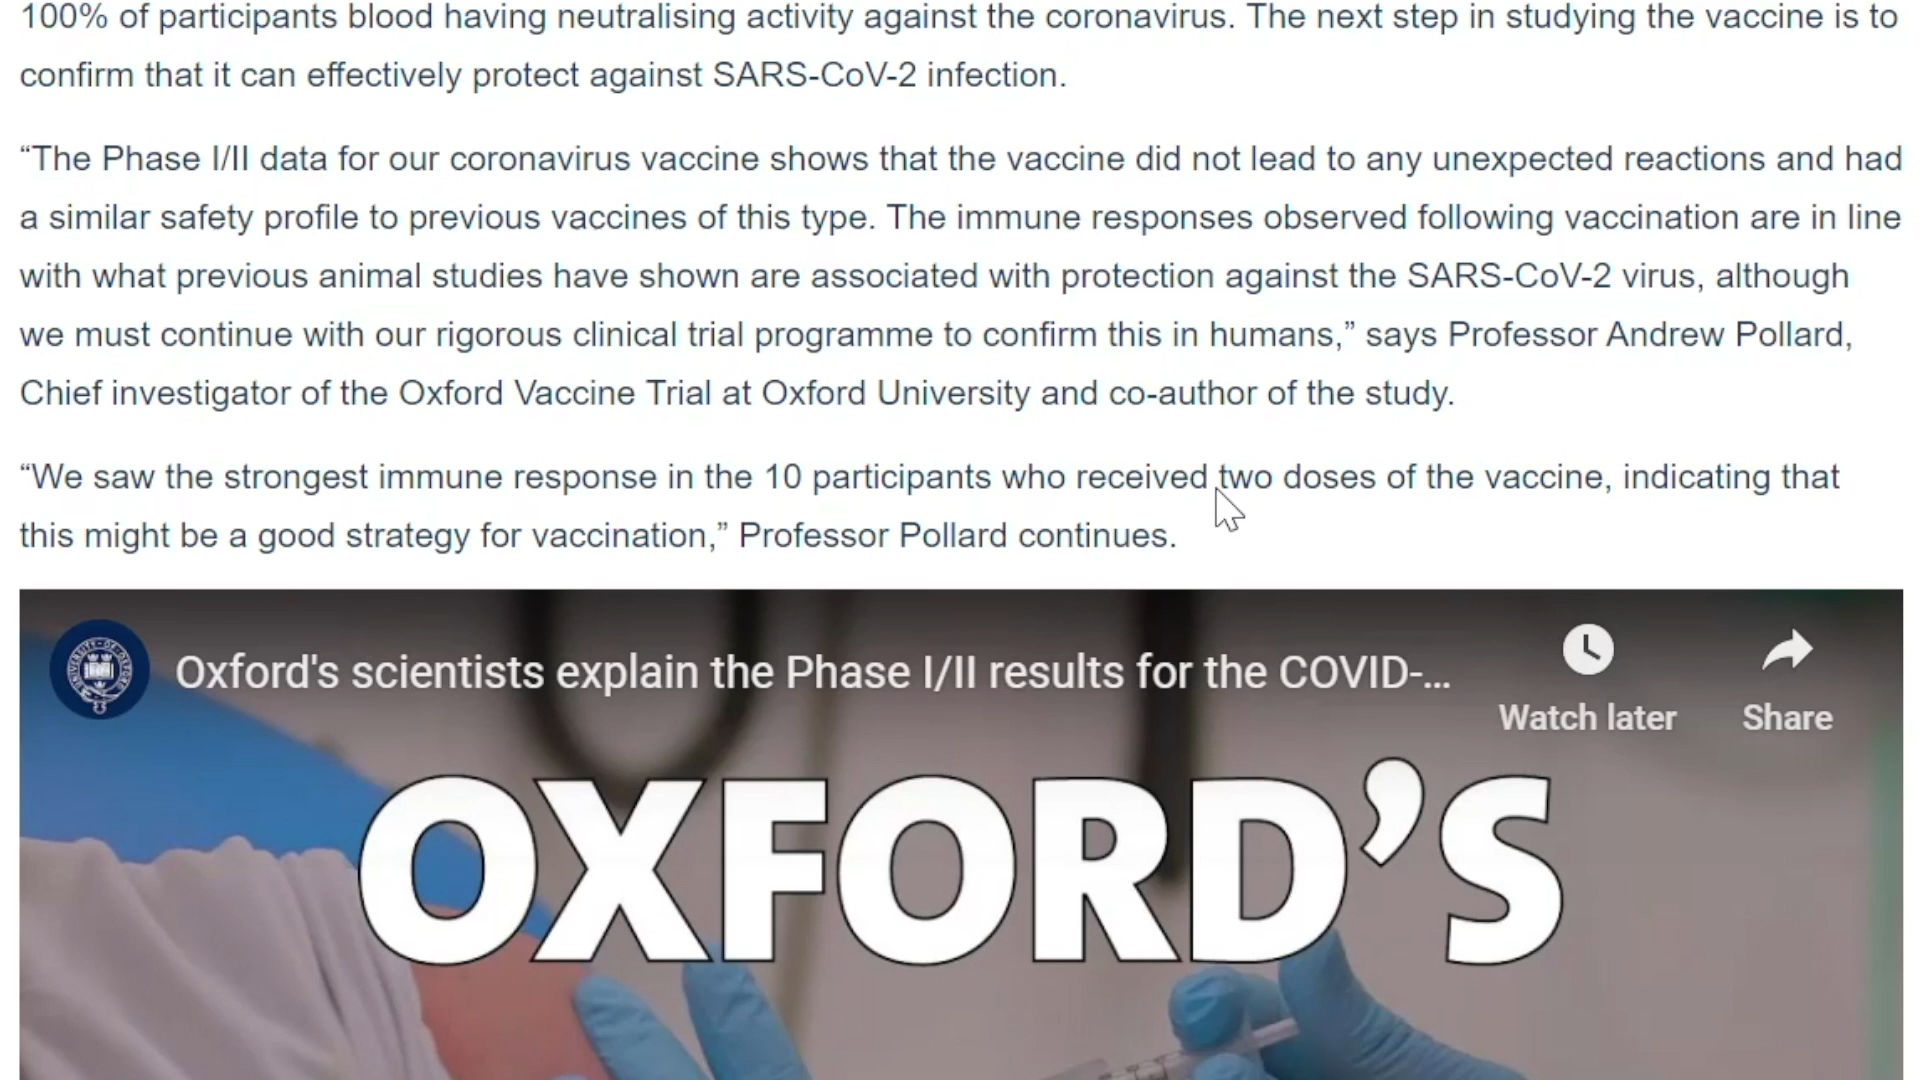 100% of participants blood having neutralising activity against the coronavirus. The next step in studying the vaccine is to
confirm that it can effectively protect against SARS-CoV-2 infection.
“The Phase I/II data for our coronavirus vaccine shows that the vaccine did not lead to any unexpected reactions and had
a similar safety profile to previous vaccines of this type. The immune responses observed following vaccination are in line
with what previous animal studies have shown are associated with protection against the SARS-CoV-2 virus, although
we must continue with our rigorous clinical trial programme to confirm this in humans,” says Professor Andrew Pollard,
Chief investigator of the Oxford Vaccine Trial at Oxford University and co-author of the study.
“We saw the strongest immune response in the 10 participants who received two doses of the vaccine, indicating that
this might be a good strategy for vaccination,” Professor Pollard continues.
Oxford's scientists explain the Phase I/II results for the COVID-...
Watch later
Share
OXFORD’S